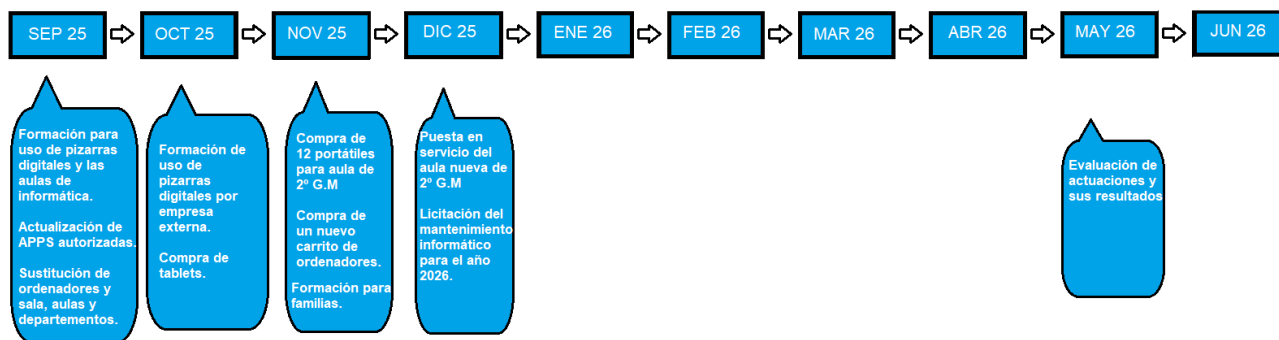 SEP 25
OCT 25
NOV 25
DIC 25
ENE 26
FEB 26
MAR 26
ABR 26
MAY 26
JUN 26
Formación para
uso de pizarras
digitales y las
aulas de
informática.
Actualización de
APPS autorizadas.
Sustitución de
ordenadores y
sala, aulas y
departementos.
Formación de
uso de
pizarras
digitales por
empresa
externa.
Compra de
tablets.
Compra de
12 portátiles
para aula de
2º G.M
Compra de
un nuevo
carrito de
ordenadores.
Formación para
familias.
Puesta en
servicio del
aula nueva de
2º G.M
Licitación del
mantenimiento
informático
para el año
2026.
Evaluación de
actuaciones y
sus resultados